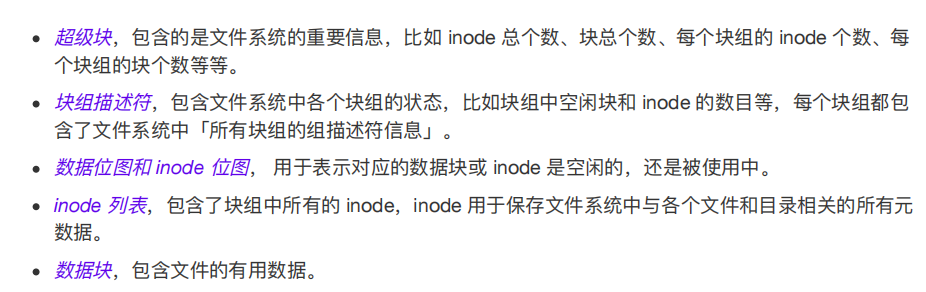 • 超级块，包含的是文件系统的重要信息，比如 inode 总个数、块总个数、每个块组的 inode 个数、每
个块组的块个数等等。
• 块组描述符，包含文件系统中各个块组的状态，比如块组中空闲块和 inode 的数目等，每个块组都包
含了文件系统中「所有块组的组描述符信息」。
• 数据位图和 inode 位图， 用于表示对应的数据块或 inode 是空闲的，还是被使用中。
• inode 列表，包含了块组中所有的 inode，inode 用于保存文件系统中与各个文件和目录相关的所有元
数据。
• 数据块，包含文件的有用数据。